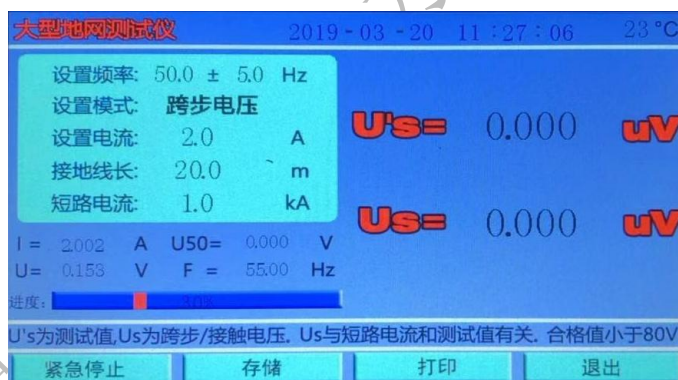 大型地网测试仪 2019-03-20 11:27:06 23°C
设置频率: 50.0 ± 5.0 Hz
设置模式: 跨步电压
设置电流: 2.0 A
接地线长: 20.0 m
短路电流: 1.0 kA
U's= 0.000 uV
Us= 0.000 uV
I = 2.002 A U50= 0.000 V
U= 0.153 V F = 55.00 Hz
进度: 30%
U's为测试值,Us为跨步/接触电压. Us与短路电流和测试值有关. 合格值小于80V
紧急停止 存储 打印 退出